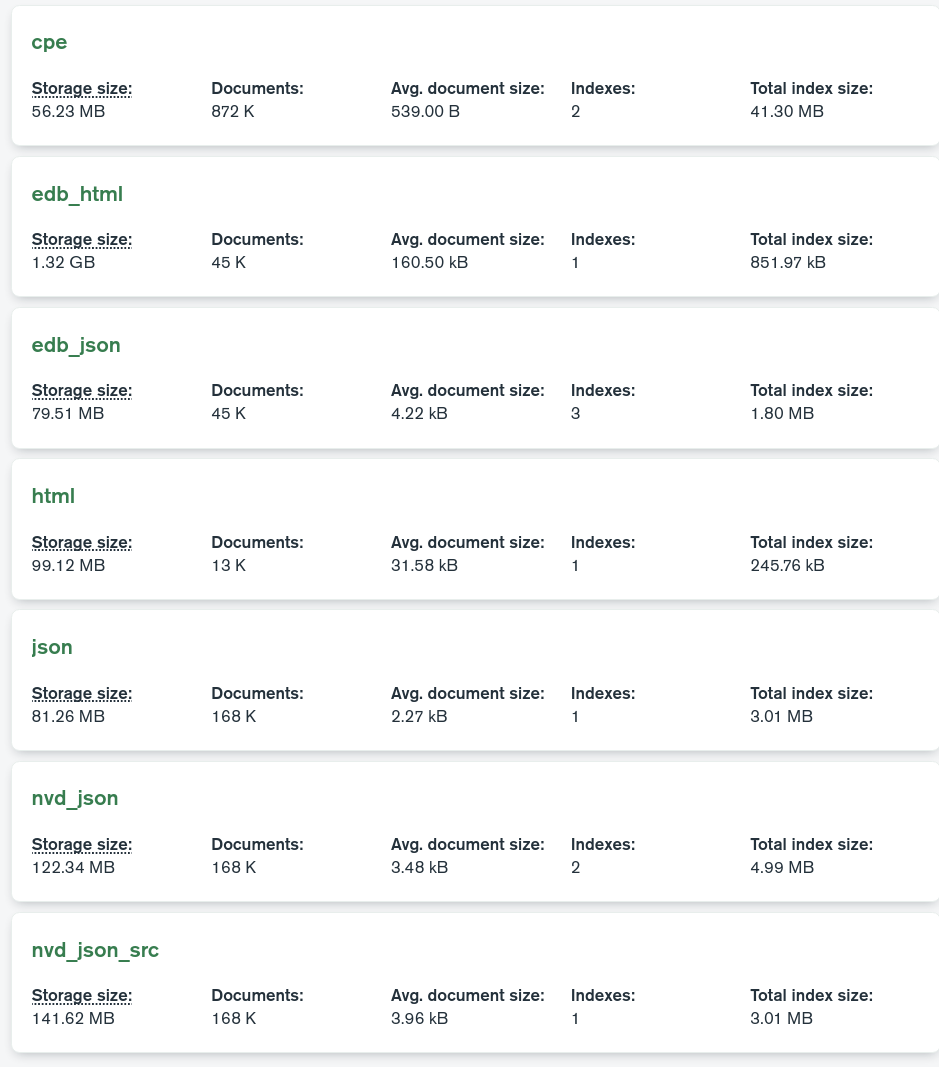 cpe
Storage size: Documents: Avg. document size: Indexes: Total index size:
56.23 MB 872 K 539.00 B 2 41.30 MB
edb_html
Storage size: Documents: Avg. document size: Indexes: Total index size:
1.32 GB 45 K 160.50 kB 1 851.97 kB
edb_json
Storage size: Documents: Avg. document size: Indexes: Total index size:
79.51 MB 45 K 4.22 kB 3 1.80 MB
html
Storage size: Documents: Avg. document size: Indexes: Total index size:
99.12 MB 13 K 31.58 kB 1 245.76 kB
json
Storage size: Documents: Avg. document size: Indexes: Total index size:
81.26 MB 168 K 2.27 kB 1 3.01 MB
nvd_json
Storage size: Documents: Avg. document size: Indexes: Total index size:
122.34 MB 168 K 3.48 kB 2 4.99 MB
nvd_json_src
Storage size: Documents: Avg. document size: Indexes: Total index size:
141.62 MB 168 K 3.96 kB 1 3.01 MB